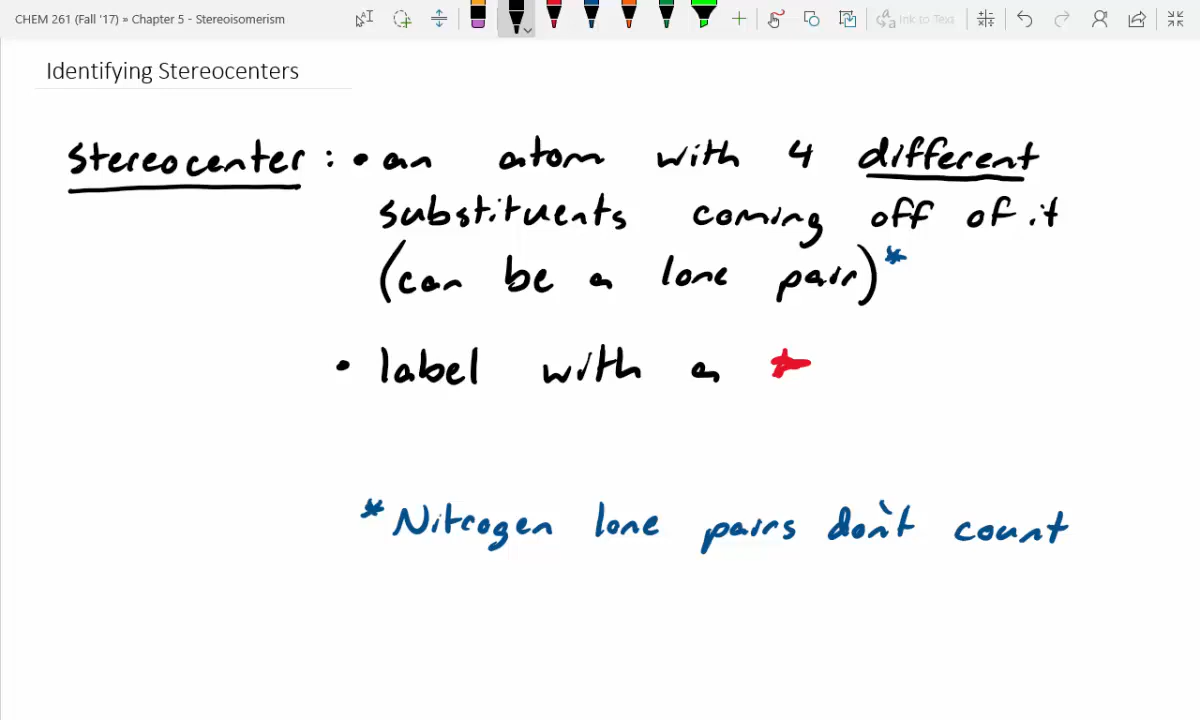 CHEM 261 (Fall '17) » Chapter 5 - Stereoisomerism
Ink to Text
Identifying Stereocenters
Stereocenter : • an atom with 4 different
substituents coming off of it
(can be a lone pair)*
• label with a *
*Nitrogen lone pairs don't count